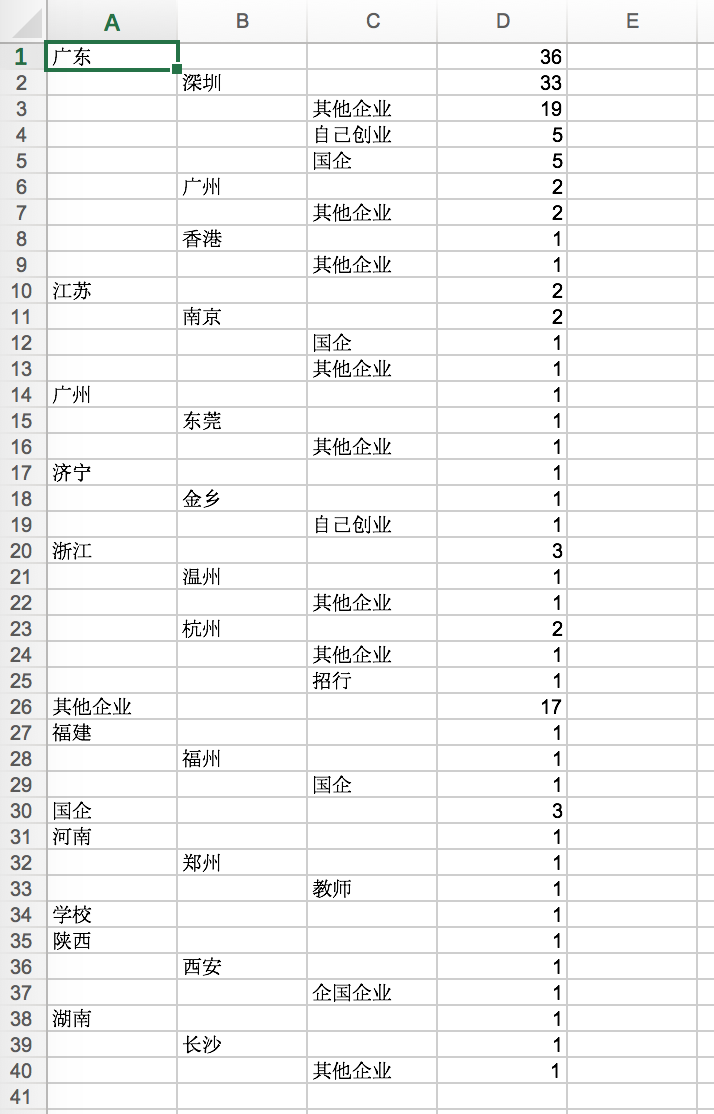 A B C D E
1 广东 36
2 深圳 33
3 其他企业 19
4 自己创业 5
5 国企 5
6 广州 2
7 其他企业 2
8 香港 1
9 其他企业 1
10 江苏 2
11 南京 2
12 国企 1
13 其他企业 1
14 广州 1
15 东莞 1
16 其他企业 1
17 济宁 1
18 金乡 1
19 自己创业 1
20 浙江 3
21 温州 1
22 其他企业 1
23 杭州 2
24 其他企业 1
25 招行 1
26 其他企业 17
27 福建 1
28 福州 1
29 国企 1
30 国企 3
31 河南 1
32 郑州 1
33 教师 1
34 学校 1
35 陕西 1
36 西安 1
37 企国企业 1
38 湖南 1
39 长沙 1
40 其他企业 1
41